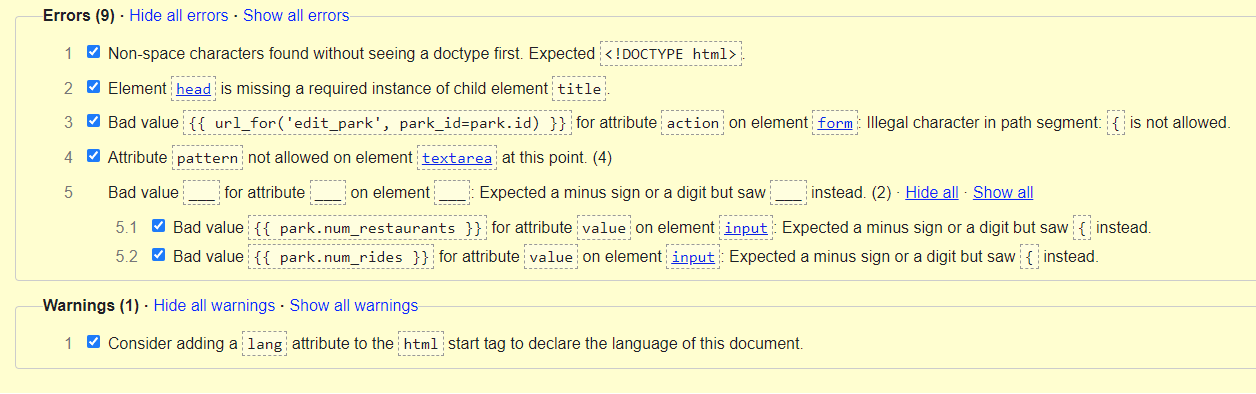 Errors (9) · Hide all errors · Show all errors
1 Non-space characters found without seeing a doctype first. Expected <!DOCTYPE html>.
2 Element head is missing a required instance of child element title.
3 Bad value {{ url_for('edit_park', park_id=park.id) }} for attribute action on element form: Illegal character in path segment: { is not allowed.
4 Attribute pattern not allowed on element textarea at this point. (4)
5 Bad value ___ for attribute ___ on element ___: Expected a minus sign or a digit but saw ___ instead. (2) · Hide all · Show all
5.1 Bad value {{ park.num_restaurants }} for attribute value on element input: Expected a minus sign or a digit but saw { instead.
5.2 Bad value {{ park.num_rides }} for attribute value on element input: Expected a minus sign or a digit but saw { instead.
Warnings (1) · Hide all warnings · Show all warnings
1 Consider adding a lang attribute to the html start tag to declare the language of this document.